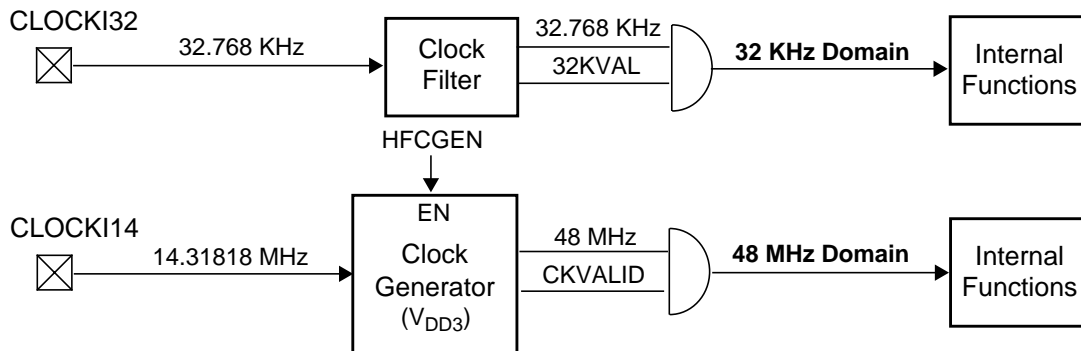 CLOCKI32
32.768 KHz
Clock
Filter
32.768 KHz
32KVAL
32 KHz Domain
Internal
Functions
HFCGEN
CLOCKI14
14.31818 MHz
EN
Clock
Generator
(VDD3)
48 MHz
CKVALID
48 MHz Domain
Internal
Functions